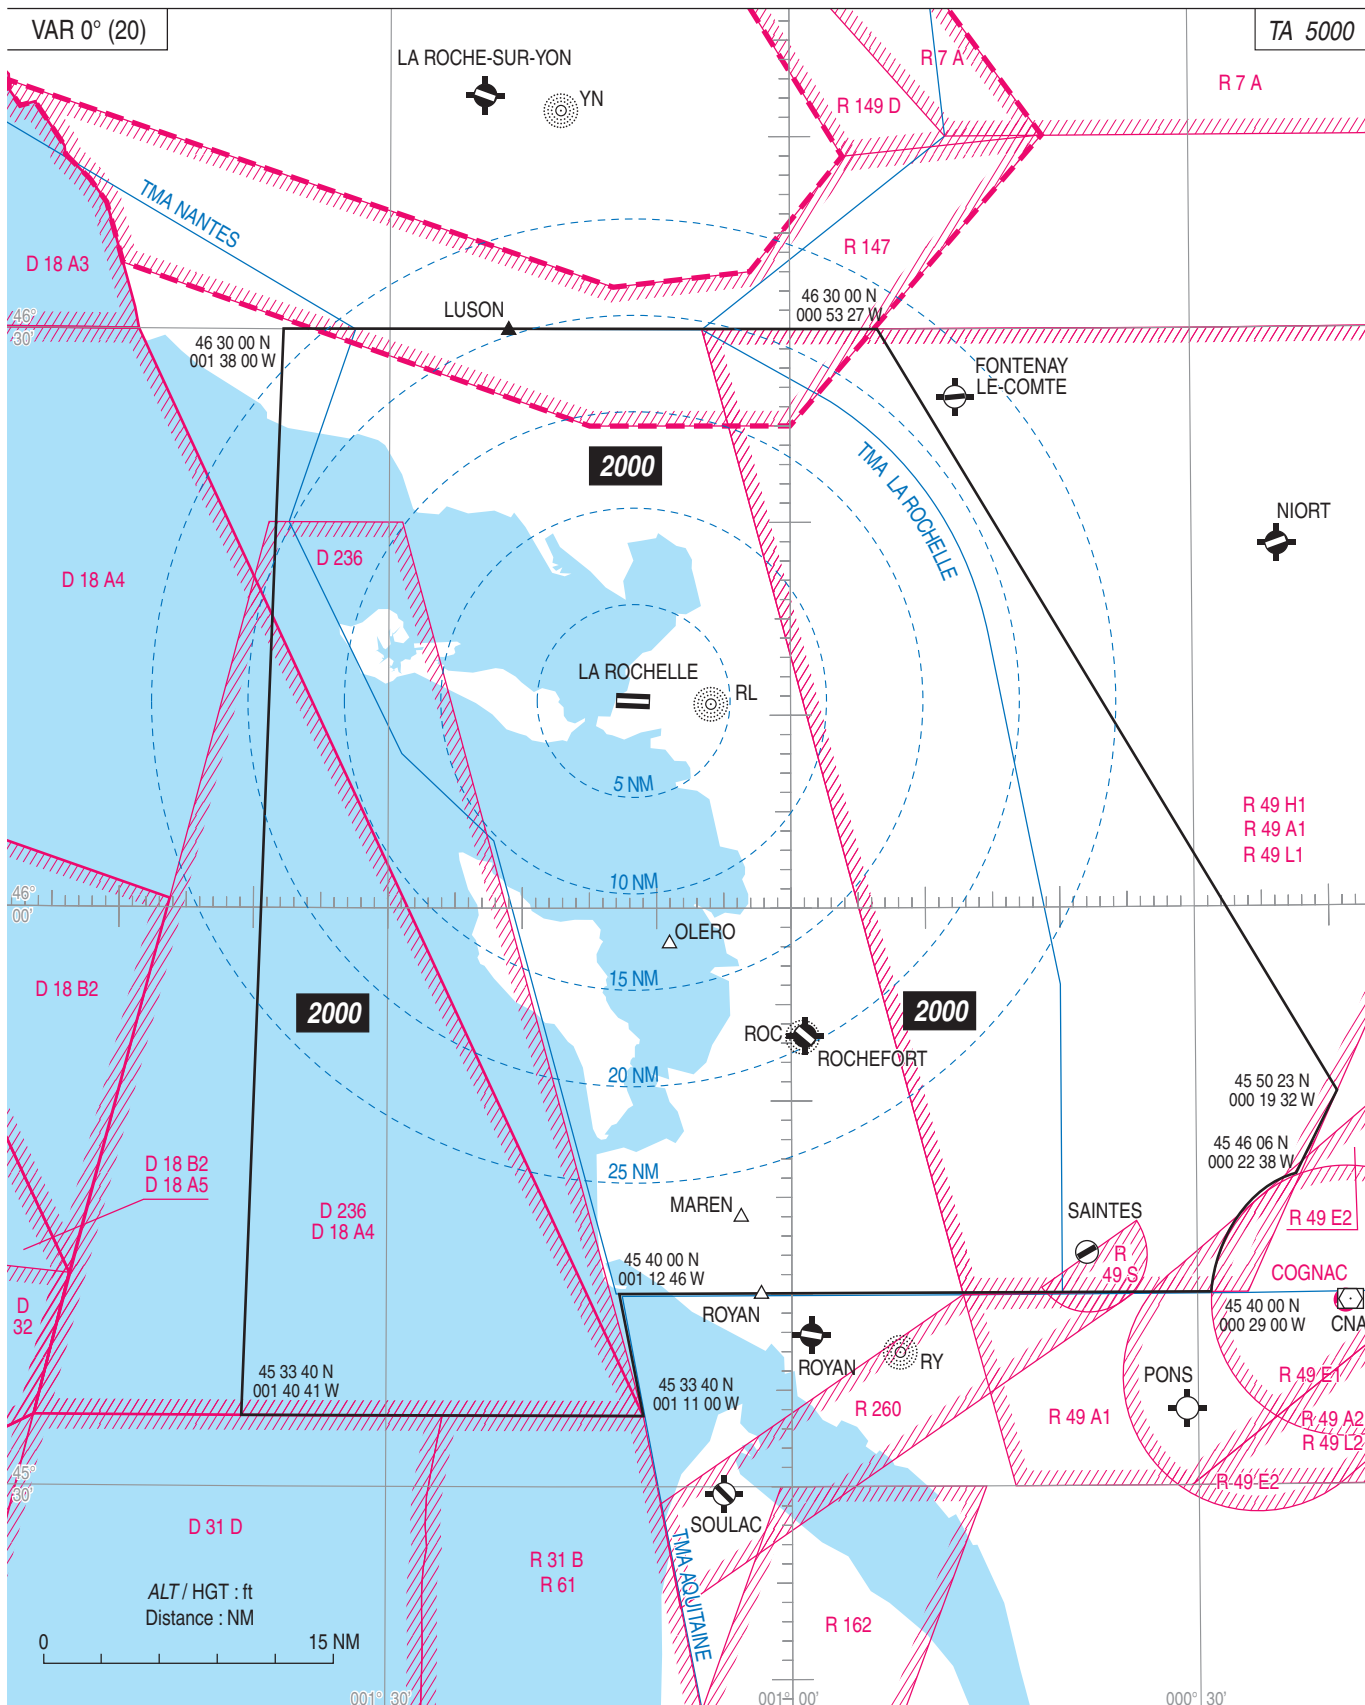 VAR 0° (20)
TA 5000
LA ROCHE-SUR-YON
YN
R 7 A
R 7 A
R 149 D
TMA NANTES
D 18 A3
R 147
LUSON
46 30 00 N
000 53 27 W
46°
30'
46 30 00 N
001 38 00 W
FONTENAY
LE-COMTE
2000
TMA LA ROCHELLE
NIORT
D 236
D 18 A4
LA ROCHELLE
RL
5 NM
R 49 H1
R 49 A1
R 49 L1
10 NM
46°
00'
OLERO
15 NM
D 18 B2
2000
2000
ROC
ROCHEFORT
20 NM
45 50 23 N
000 19 32 W
45 46 06 N
000 22 38 W
25 NM
D 18 B2
D 18 A5
MAREN
D 236
D 18 A4
SAINTES
R 49 E2
R
49 S
45 40 00 N
001 12 46 W
COGNAC
D
32
ROYAN
45 40 00 N
000 29 00 W
CNA
ROYAN
RY
45 33 40 N
001 40 41 W
45 33 40 N
001 11 00 W
PONS
R 49 E1
R 260
R 49 A1
R 49 A2
R 49 L2
R 49 E2
45°
30'
SOULAC
D 31 D
TMA AQUITAINE
R 31 B
R 61
ALT / HGT : ft
Distance : NM
R 162
0
15 NM
001° 30'
001° 00'
000° 30'